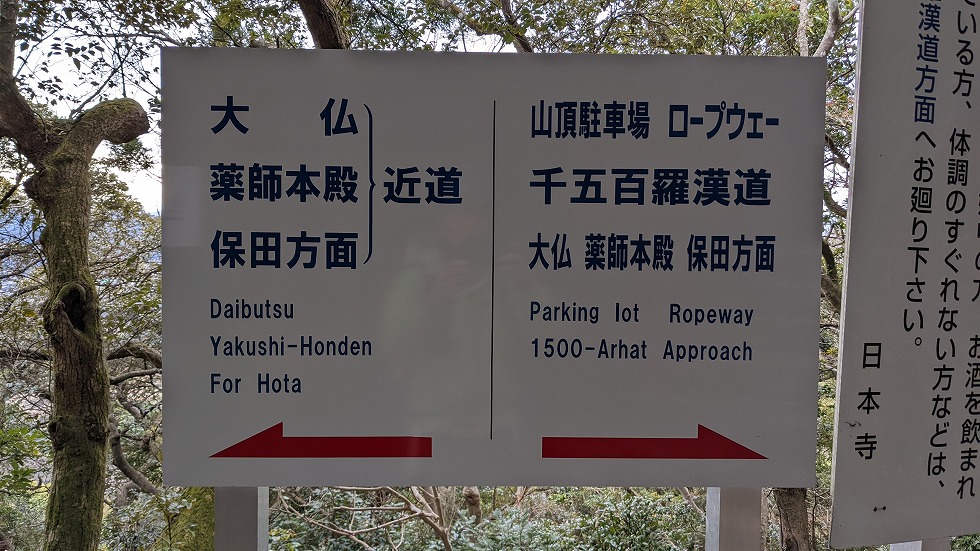 大仏
薬師本殿
保田方面
近道
Daibutsu
Yakushi-Honden
For Hota
山頂駐車場 ロープウェー
千五百羅漢道
大仏 薬師本殿 保田方面
Parking lot Ropeway
1500-Arhat Approach
お酒を飲まれ
ている方、体調のすぐれない方などは、
漢道方面へお廻り下さい。
日本寺